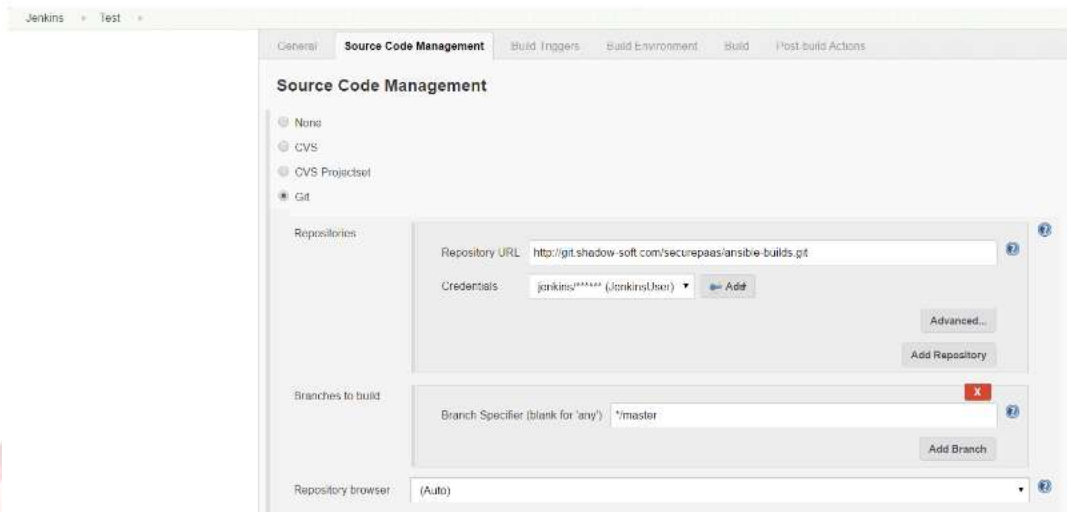 Jenkins Test
General Source Code Management Build Triggers Build Environment Build Post-build Actions
Source Code Management
None
CVS
CVS Projectset
Git
Repositories
Repository URL http://git.shadow-soft.com/securepaas/ansible-builds.git
Credentials jenkins/****** (JenkinsUser) Add
Advanced...
Add Repository
Branches to build
X
Branch Specifier (blank for 'any') */master
Add Branch
Repository browser (Auto)